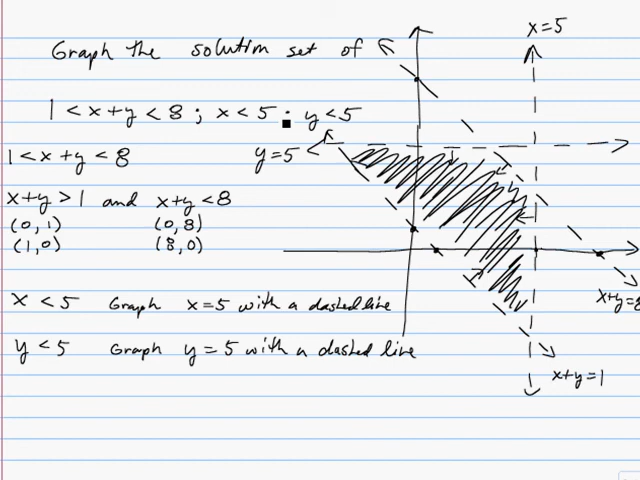 Graph the solution set of
1 < x+y < 8 ; x < 5 ; y < 5
1 < x+y < 8
x+y > 1 and x+y < 8
(0, 1) (0, 8)
(1, 0) (8, 0)
x < 5 Graph x=5 with a dashed line
y < 5 Graph y=5 with a dashed line
x=5
y=5
x+y=8
x+y=1